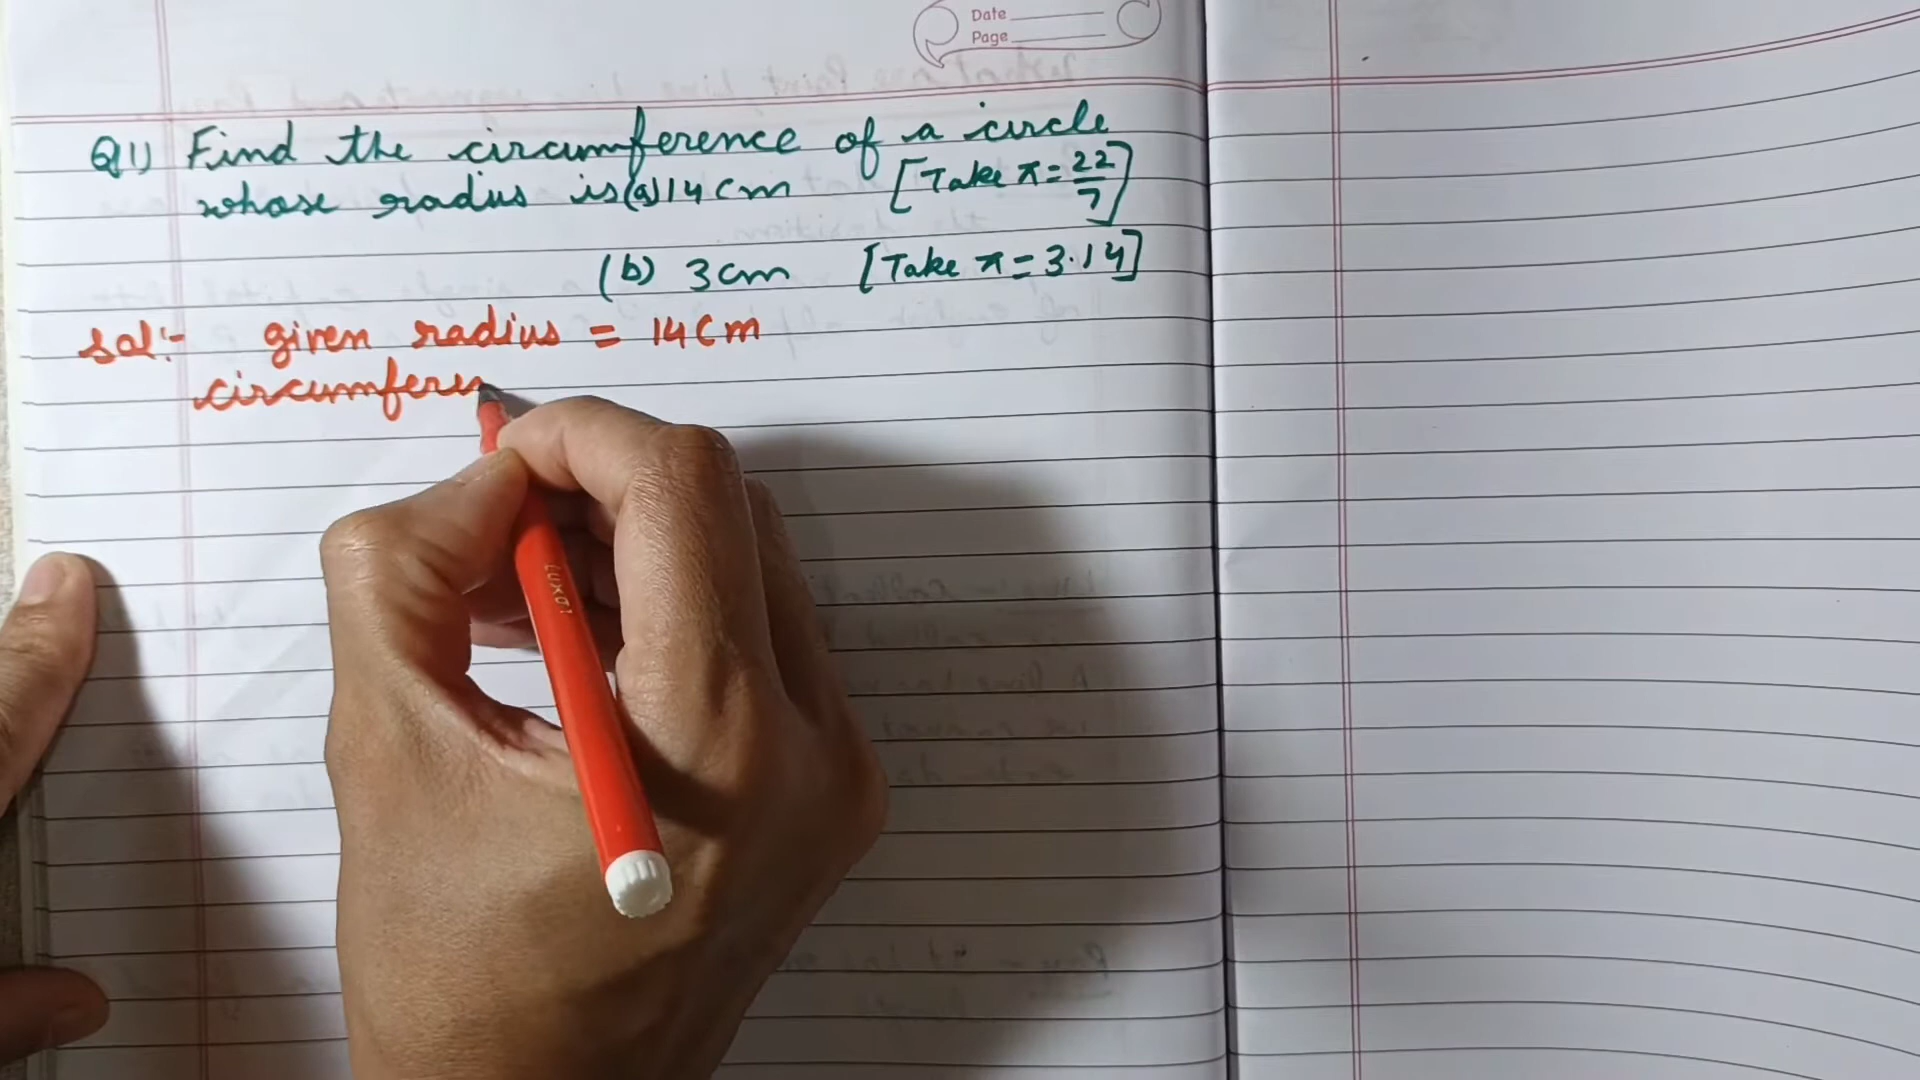 Date
Page
Q1) Find the circumference of a circle
whose radius is (a) 14 cm [Take π = 22/7]
(b) 3 cm [Take π = 3.14]
Sol:- given radius = 14 cm
circumferen
LUXOR